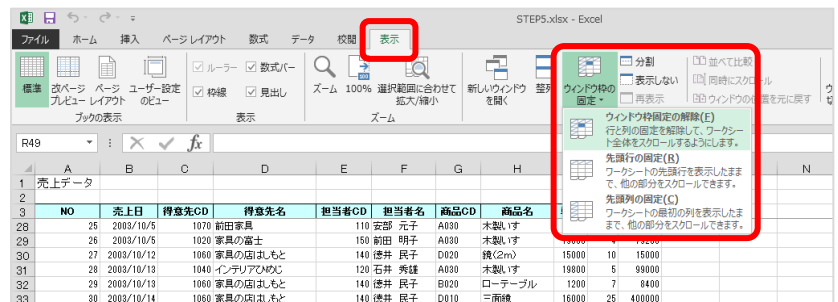 STEP5.xlsx - Excel
ファイル ホーム 挿入 ページ レイアウト 数式 データ 校閲 表示
標準 改ページ プレビュー ページ レイアウト ユーザー設定のビュー
ブックの表示
ルーラー 数式バー
枠線 見出し
表示
ズーム 100% 選択範囲に合わせて拡大/縮小
ズーム
新しいウィンドウを開く 整列 ウィンドウ枠の固定
分割
表示しない
再表示
並べて比較
同時にスクロール
ウィンドウの位置を元に戻す
ウィンドウ枠固定の解除(F)
行と列の固定を解除して、ワークシート全体をスクロールするようにします。
先頭行の固定(R)
ワークシートの先頭行を表示したままで、他の部分をスクロールできます。
先頭列の固定(C)
ワークシートの最初の列を表示したままで、他の部分をスクロールできます。
R49 fx
A B C D E F G H N
1 売上データ
2
3 NO 売上日 得意先CD 得意先名 担当者CD 担当者名 商品CD 商品名
28 25 2003/10/5 1070 前田家具 110 安部 元子 A030 木製いす
29 26 2003/10/5 1020 家具の富士 150 前田 明子 A030 木製いす
30 27 2003/10/12 1060 家具の店はしもと 140 徳井 民子 D020 鏡(2m) 15000 10 15000
31 28 2003/10/13 1040 インテリアひめじ 120 石井 秀雄 A030 木製いす 19800 5 99000
32 29 2003/10/13 1060 家具の店はしもと 140 徳井 民子 B020 ローテーブル 1200 7 8400
33 30 2003/10/14 1060 家具の店はしもと 140 徳井 民子 D010 三面鏡 16000 25 400000